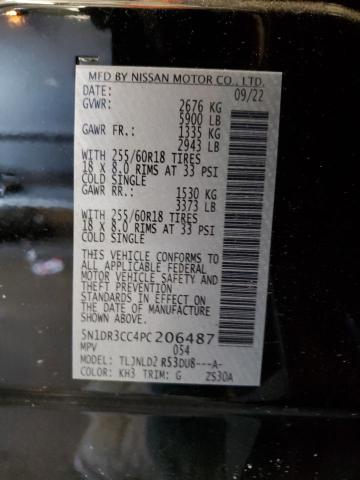 MFD BY NISSAN MOTOR CO., LTD.
DATE: 09/22
GVWR: 2676 KG
5900 LB
GAWR FR.: 1335 KG
2943 LB
WITH 255/60R18 TIRES
18 X 8.0 RIMS AT 33 PSI
COLD SINGLE
GAWR RR.: 1530 KG
3373 LB
WITH 255/60R18 TIRES
18 X 8.0 RIMS AT 33 PSI
COLD SINGLE
THIS VEHICLE CONFORMS TO
ALL APPLICABLE FEDERAL
MOTOR VEHICLE SAFETY AND
THEFT PREVENTION
STANDARDS IN EFFECT ON
THE DATE OF MANUFACTURE
SHOWN ABOVE.
5N1DR3CC4PC206487
MPV 054
MODEL: TLJNLD2 R53DU8---A-
COLOR: KH3 TRIM: G ZS30A